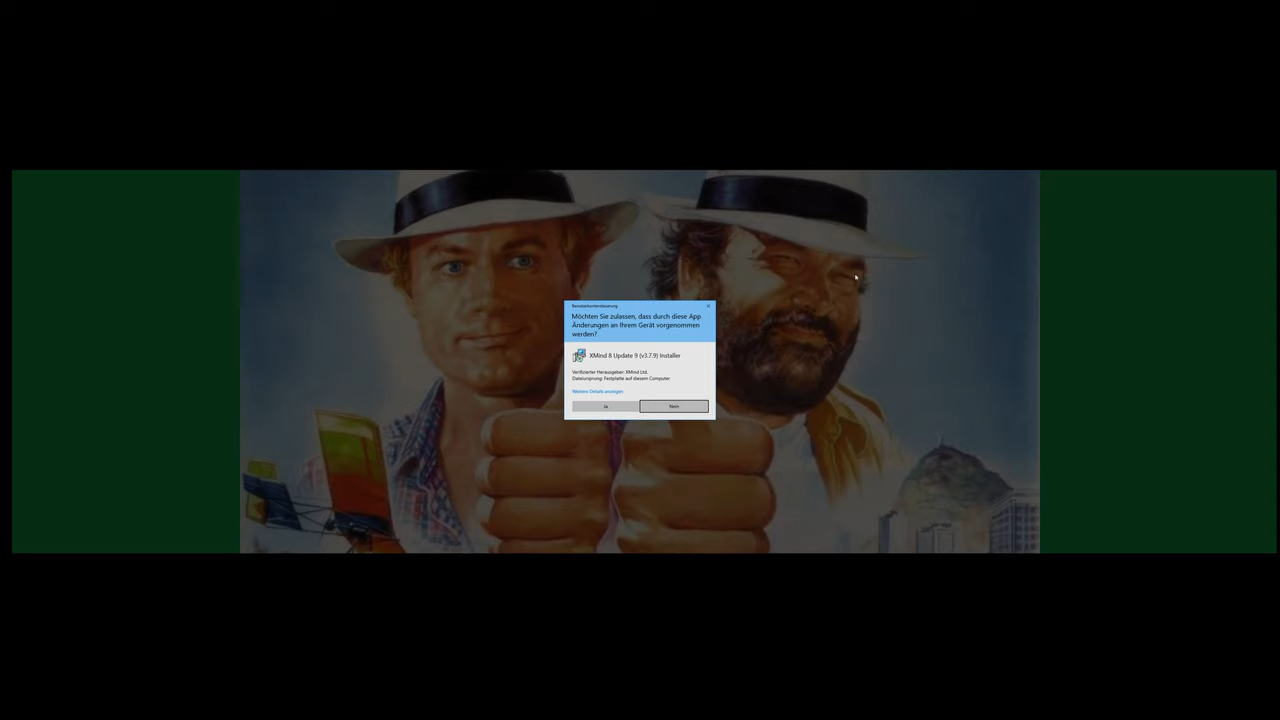 Benutzerkontensteuerung
Möchten Sie zulassen, dass durch diese App
Änderungen an Ihrem Gerät vorgenommen
werden?
XMind 8 Update 9 (v3.7.9) Installer
Verifizierter Herausgeber: XMind Ltd.
Dateiursprung: Festplatte auf diesem Computer
Weitere Details anzeigen
Ja
Nein